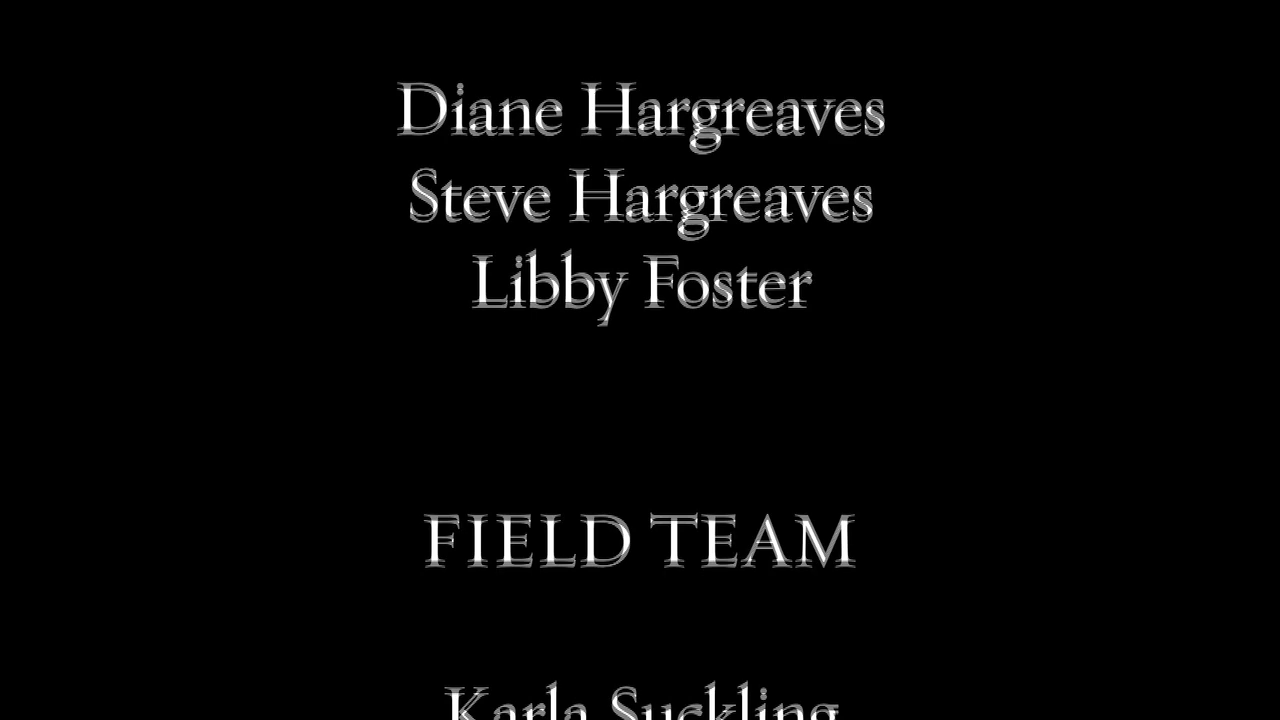 Diane Hargreaves
Steve Hargreaves
Libby Foster
FIELD TEAM
Karla Suckling